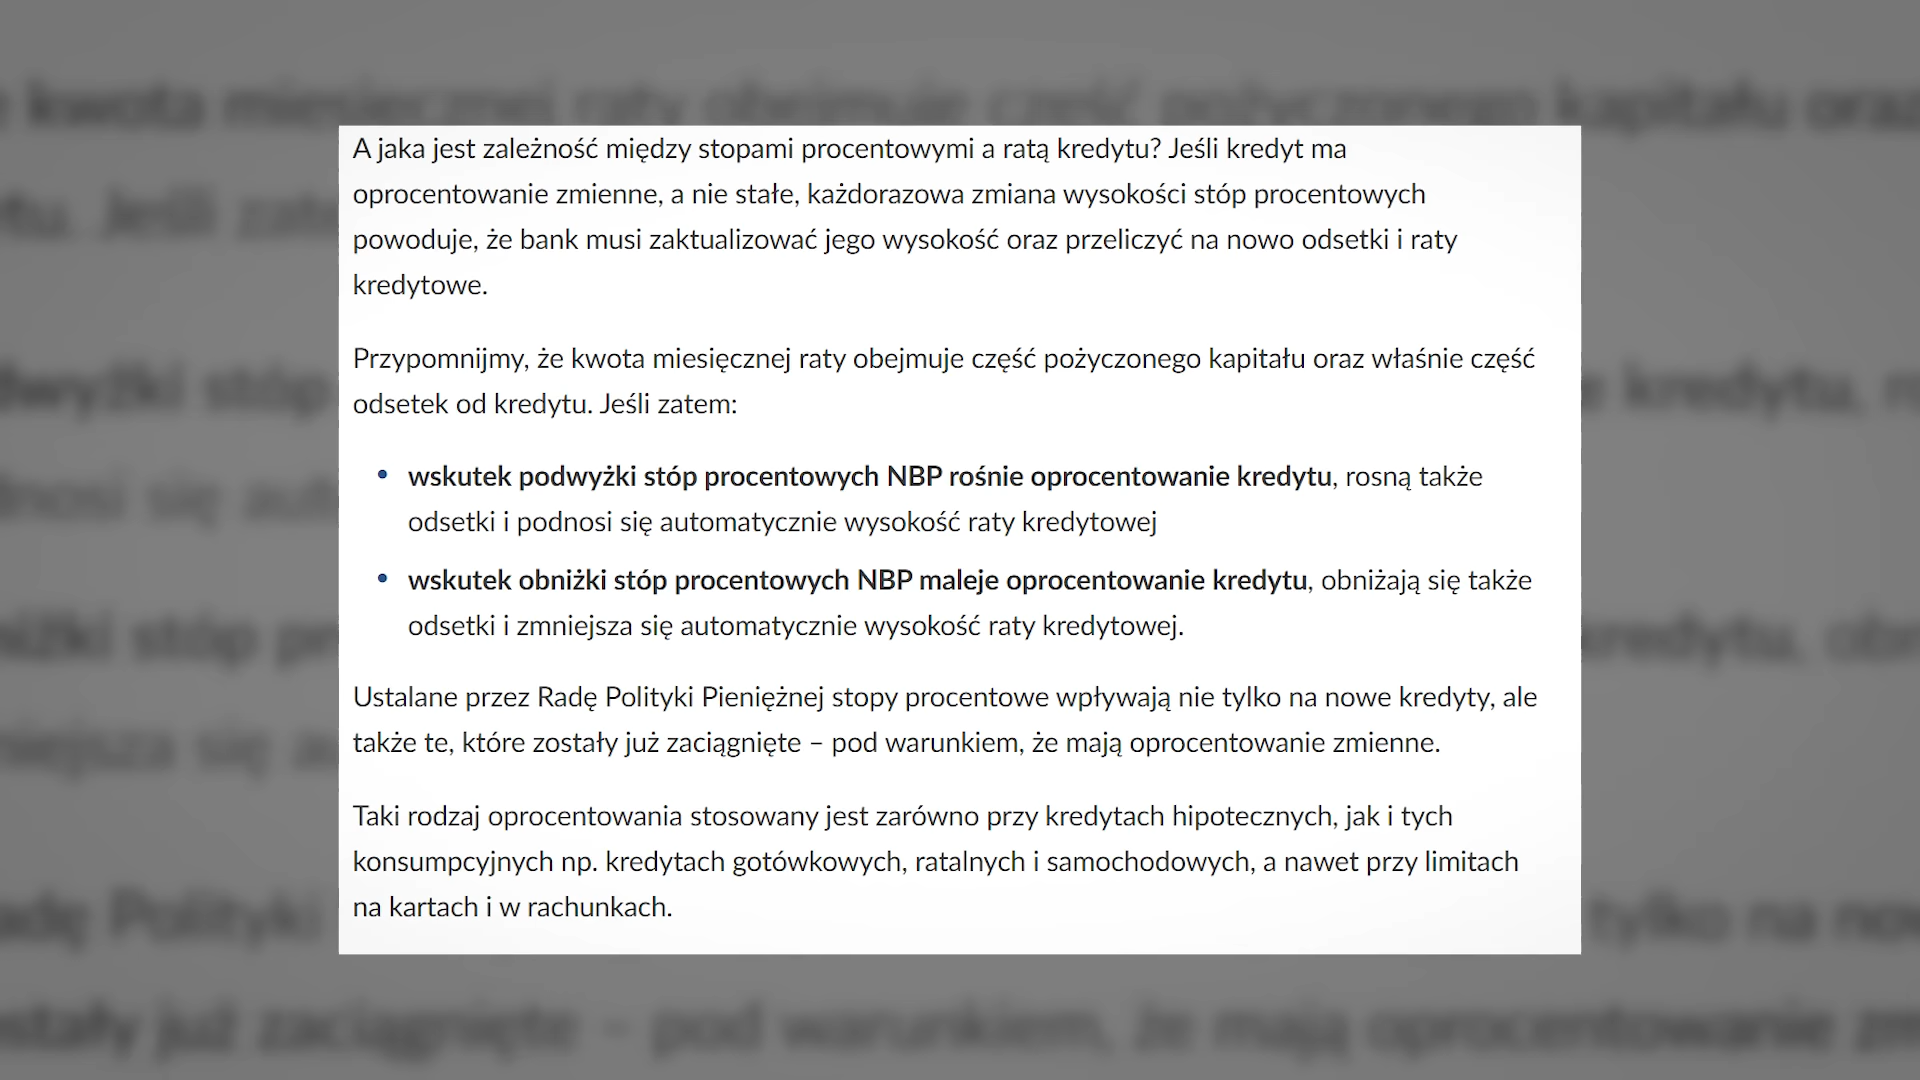 A jaka jest zależność między stopami procentowymi a ratą kredytu? Jeśli kredyt ma
oprocentowanie zmienne, a nie stałe, każdorazowa zmiana wysokości stóp procentowych
powoduje, że bank musi zaktualizować jego wysokość oraz przeliczyć na nowo odsetki i raty
kredytowe.
Przypomnijmy, że kwota miesięcznej raty obejmuje część pożyczonego kapitału oraz właśnie część
odsetek od kredytu. Jeśli zatem:
• wskutek podwyżki stóp procentowych NBP rośnie oprocentowanie kredytu, rosną także
odsetki i podnosi się automatycznie wysokość raty kredytowej
• wskutek obniżki stóp procentowych NBP maleje oprocentowanie kredytu, obniżają się także
odsetki i zmniejsza się automatycznie wysokość raty kredytowej.
Ustalane przez Radę Polityki Pieniężnej stopy procentowe wpływają nie tylko na nowe kredyty, ale
także te, które zostały już zaciągnięte – pod warunkiem, że mają oprocentowanie zmienne.
Taki rodzaj oprocentowania stosowany jest zarówno przy kredytach hipotecznych, jak i tych
konsumpcyjnych np. kredytach gotówkowych, ratalnych i samochodowych, a nawet przy limitach
na kartach i w rachunkach.